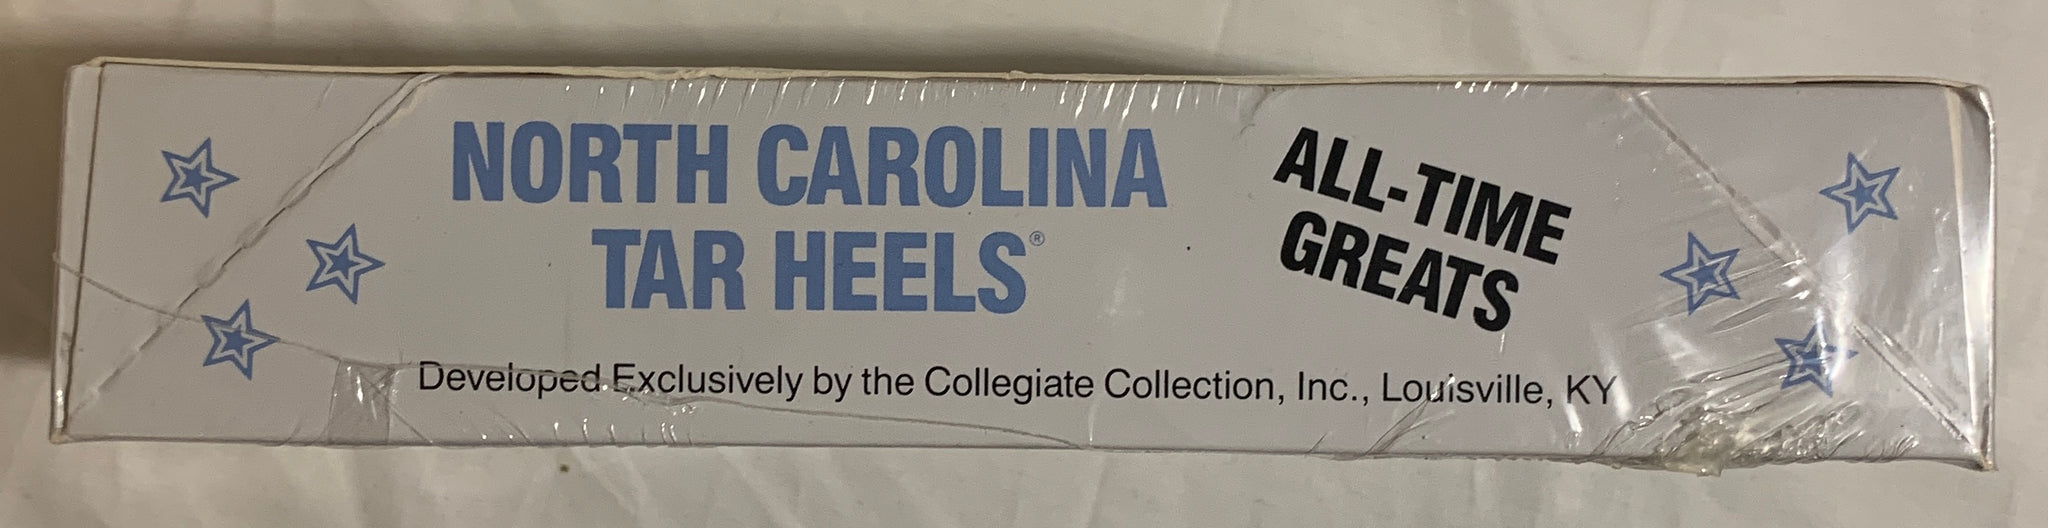 NORTH CAROLINA
TAR HEELS®
ALL-TIME
GREATS
Developed Exclusively by the Collegiate Collection, Inc., Louisville, KY